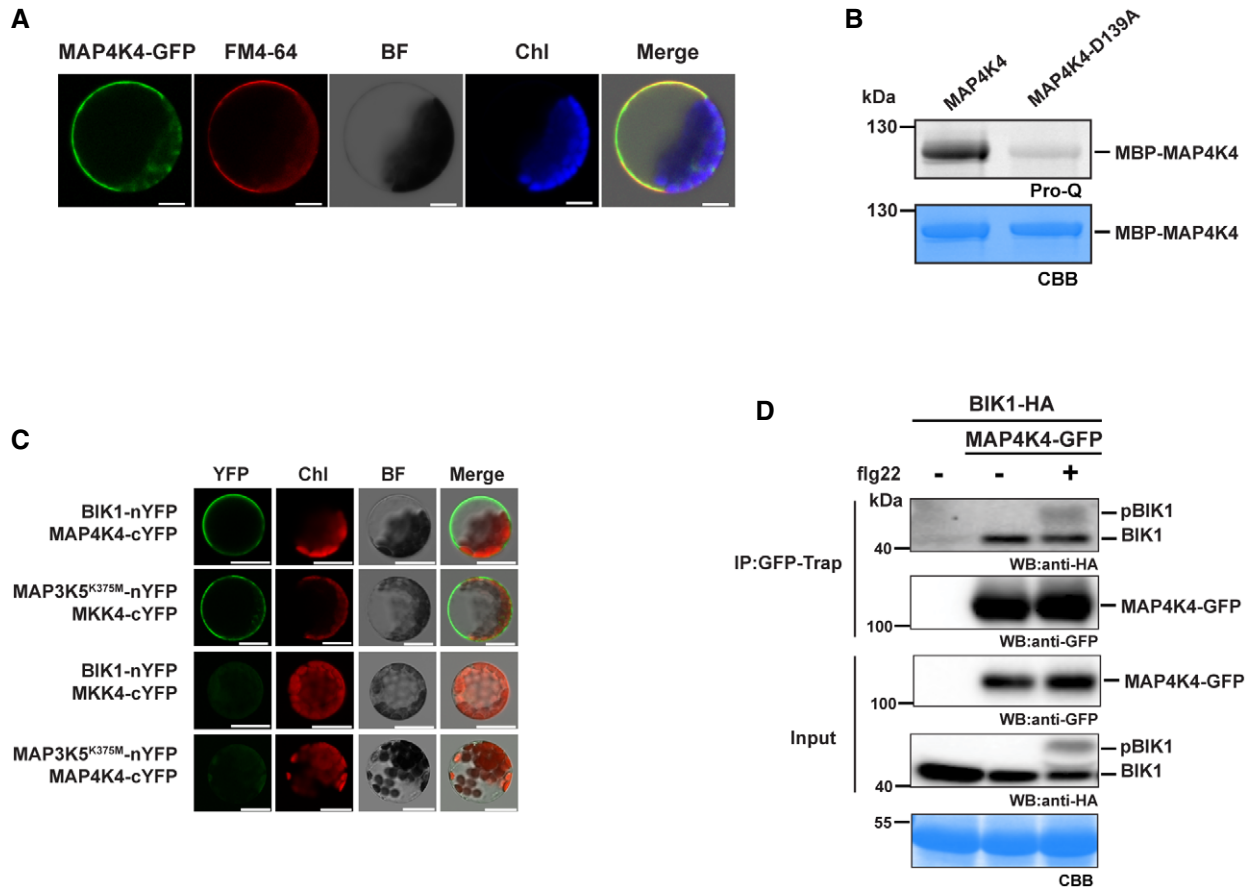 A
MAP4K4-GFP FM4-64 BF Chl Merge
B
MAP4K4 MAP4K4-D139A
kDa
130
MBP-MAP4K4
Pro-Q
130
MBP-MAP4K4
CBB
C
YFP Chl BF Merge
BIK1-nYFP
MAP4K4-cYFP
MAP3K5K375M-nYFP
MKK4-cYFP
BIK1-nYFP
MKK4-cYFP
MAP3K5K375M-nYFP
MAP4K4-cYFP
D
BIK1-HA
MAP4K4-GFP
flg22 - - +
kDa
pBIK1
BIK1
40
WB:anti-HA
IP:GFP-Trap
MAP4K4-GFP
100
WB:anti-GFP
MAP4K4-GFP
100
WB:anti-GFP
Input
pBIK1
BIK1
40
WB:anti-HA
55
CBB